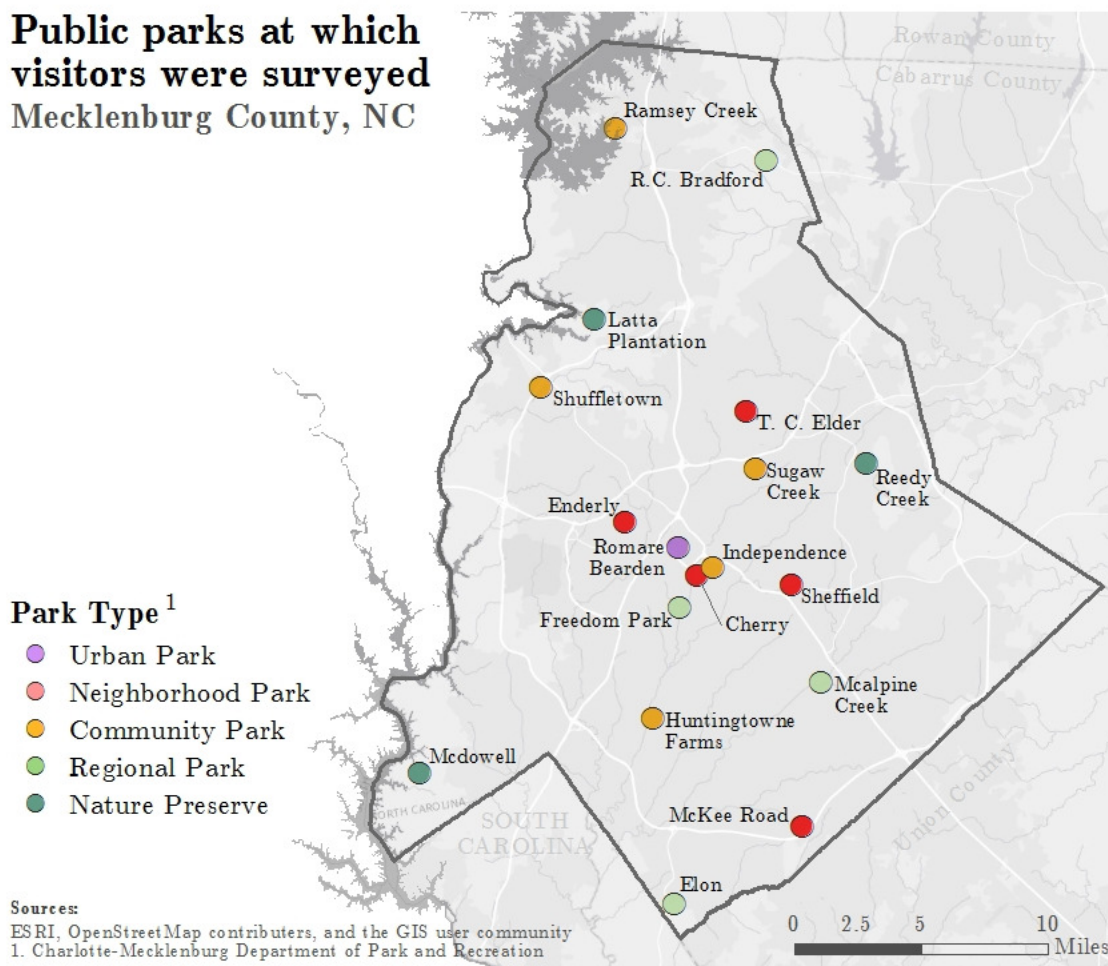 Public parks at which
visitors were surveyed
Mecklenburg County, NC
Rowan County
Cabarrus County
Ramsey Creek
R.C. Bradford
Latta
Plantation
Shuffletown
T. C. Elder
Sugaw
Creek
Reedy
Creek
Enderly
Romare
Bearden
Independence
Sheffield
Freedom Park
Cherry
Mcalpine
Creek
Huntingtowne
Farms
Mcdowell
NORTH CAROLINA
SOUTH
CAROLINA
McKee Road
Union County
Elon
Park Type 1
Urban Park
Neighborhood Park
Community Park
Regional Park
Nature Preserve
Sources:
ESRI, OpenStreetMap contributers, and the GIS user community
1. Charlotte-Mecklenburg Department of Park and Recreation
0 2.5 5 10
Miles